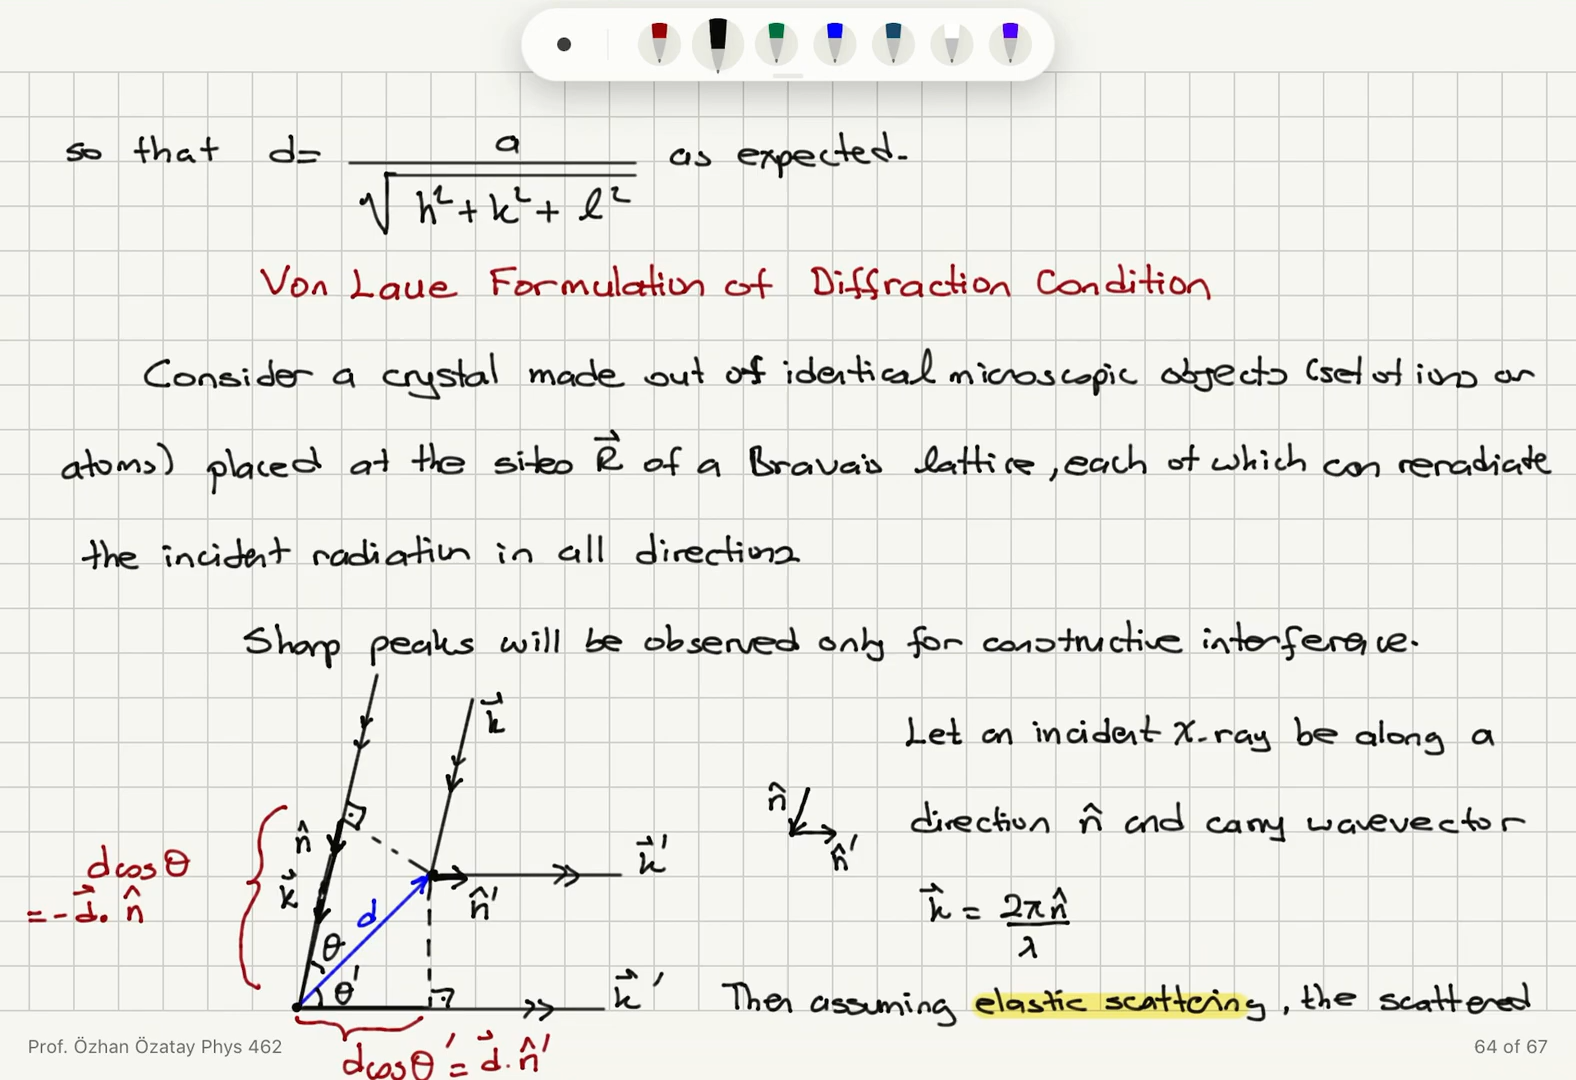 so that d= a / √(h²+k²+l²) as expected.
Von Laue Formulation of Diffraction Condition
Consider a crystal made out of identical microscopic objects (set of ions or
atoms) placed at the sites R⃗ of a Bravais lattice, each of which can reradiate
the incident radiation in all directions
Sharp peaks will be observed only for constructive interference.
k⃗
Let an incident X-ray be along a
n̂
n̂'
direction n̂ and carry wavevector
n̂
k⃗
k⃗'
n̂'
dcosθ
= -d⃗. n̂
d
θ
θ'
k⃗ = 2πn̂ / λ
k⃗'
Then assuming elastic scattering, the scattered
dcosθ' = d⃗. n̂'
Prof. Özhan Özatay Phys 462
64 of 67